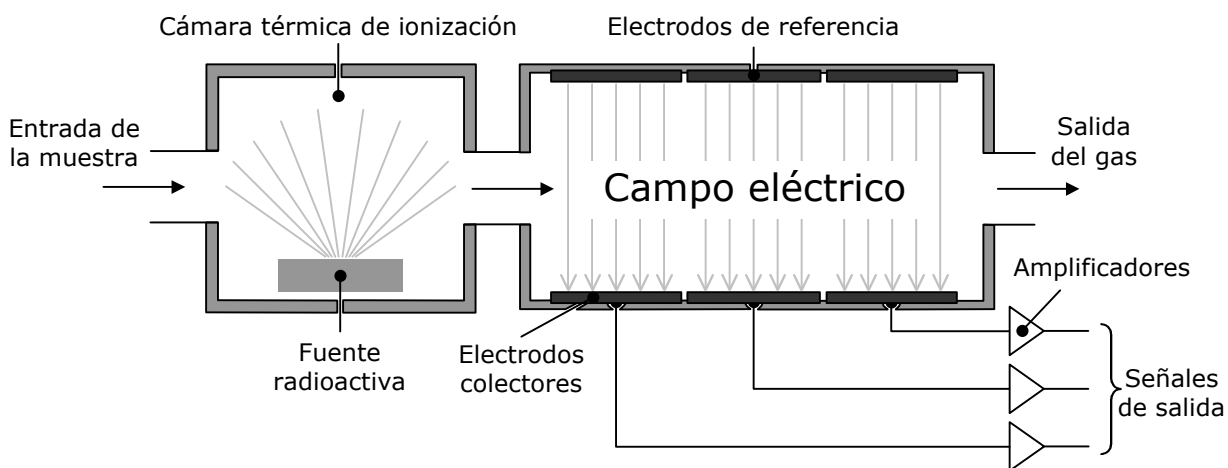 Cámara térmica de ionización
Electrodos de referencia
Entrada de
la muestra
Salida
del gas
Campo eléctrico
Amplificadores
Fuente
radioactiva
Electrodos
colectores
Señales
de salida